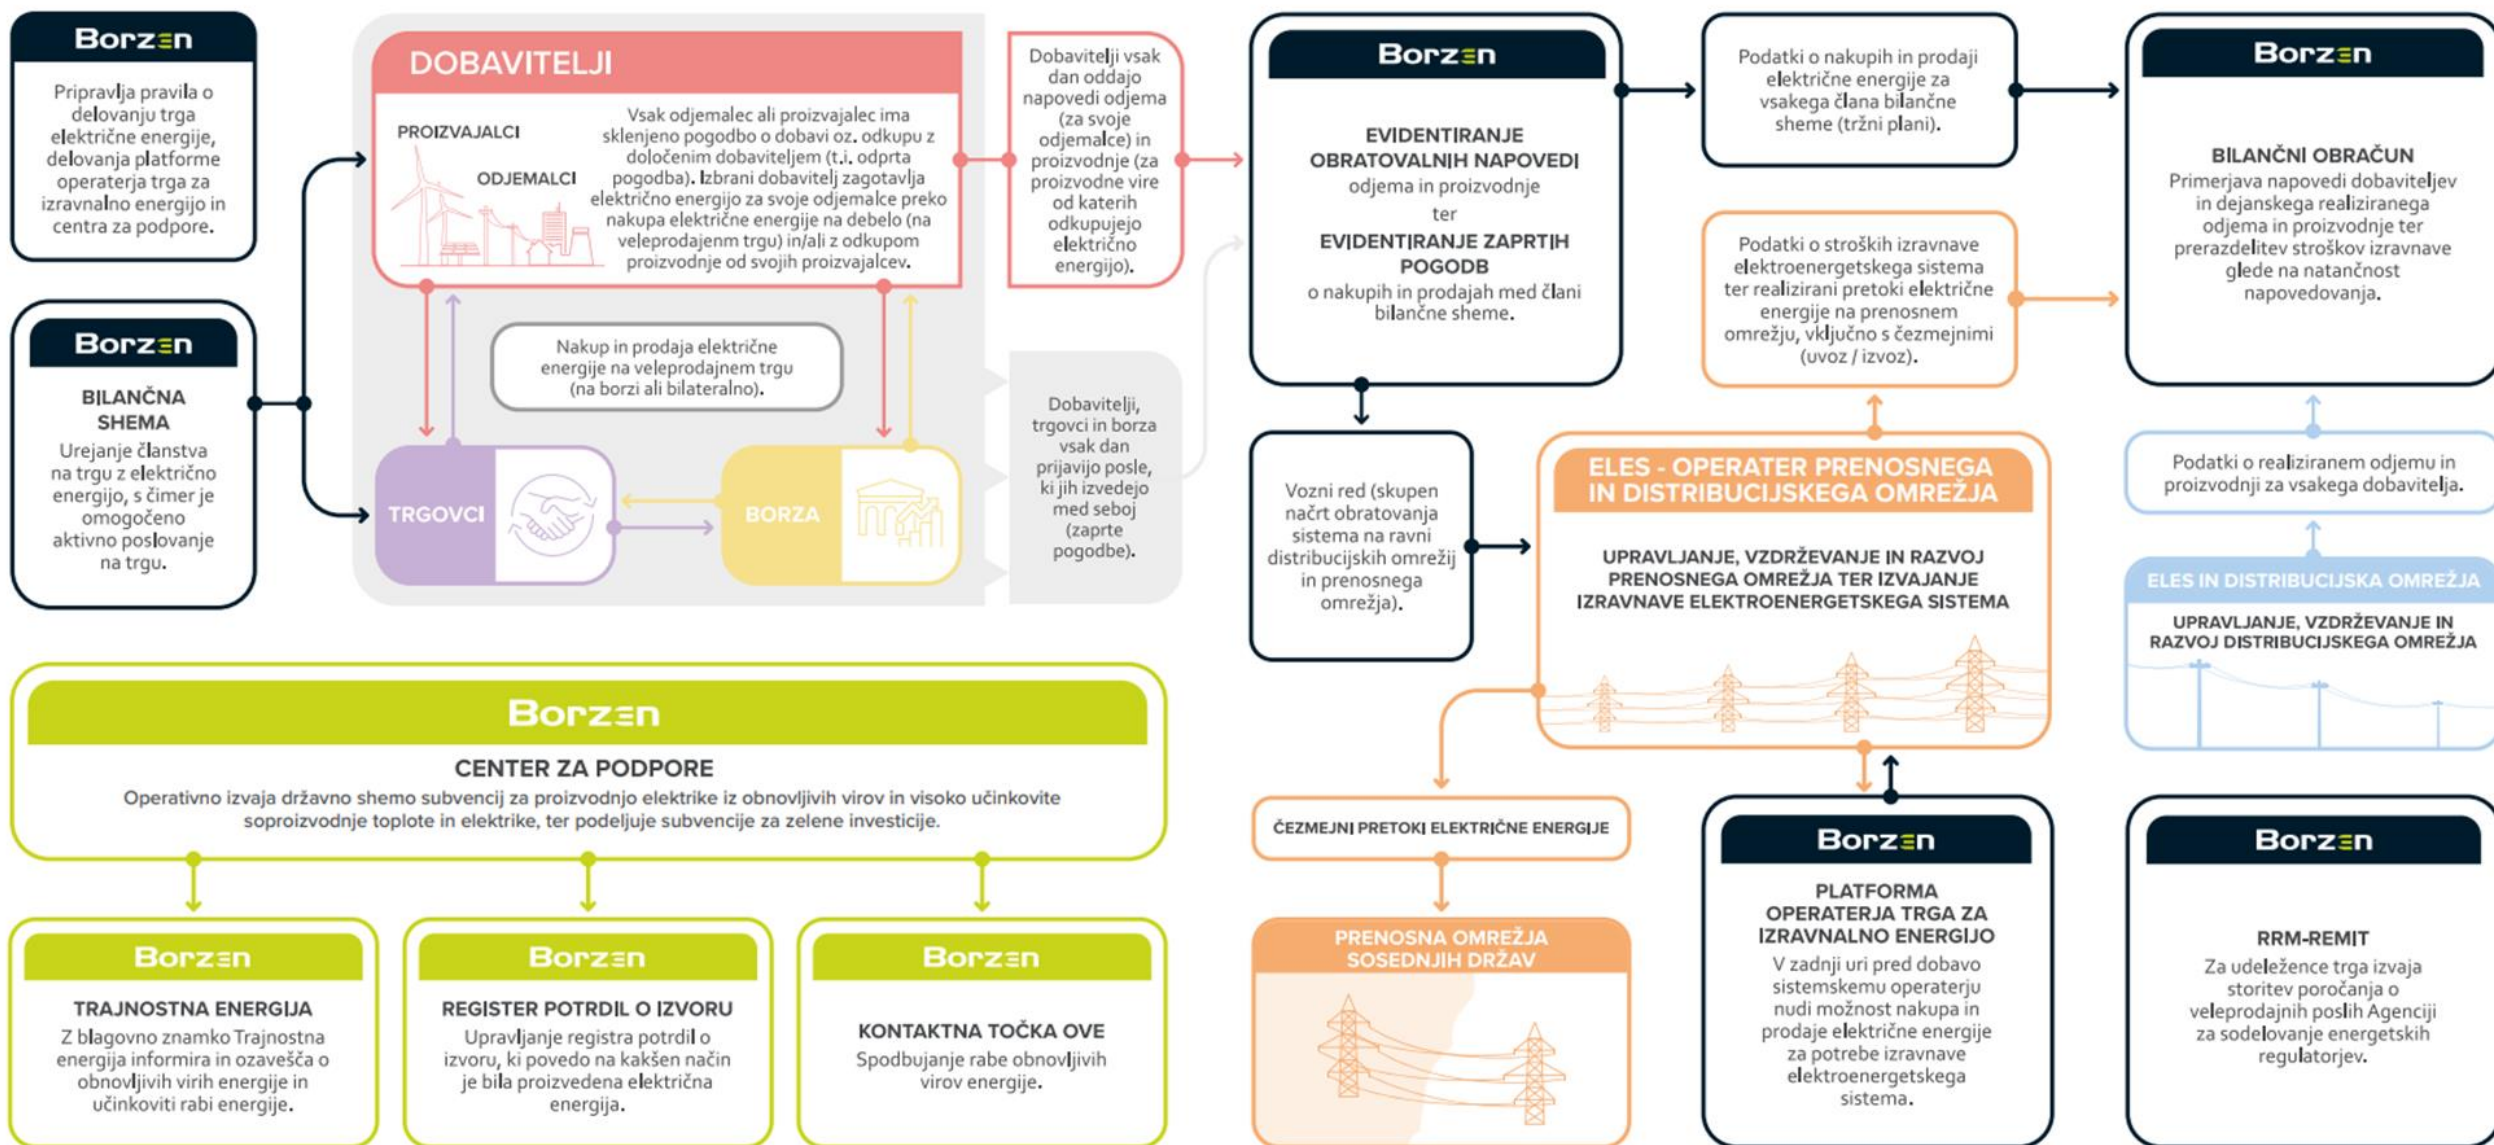 Borzen
Pripravlja pravila o
delovanju trga
električne energije,
delovanja platforme
operaterja trga za
izravnalno energijo in
centra za podpore.
Borzen
BILANČNA
SHEMA
Urejanje članstva
na trgu z električno
energijo, s čimer je
omogočeno
aktivno poslovanje
na trgu.
DOBAVITELJI
PROIZVAJALCI
ODJEMALCI
Vsak odjemalec ali proizvajalec ima
sklenjeno pogodbo o dobavi oz. odkupu z
določenim dobaviteljem (t.i. odprta
pogodba). Izbrani dobavitelj zagotavlja
električno energijo za svoje odjemalce preko
nakupa električne energije na debelo (na
veleprodajenm trgu) in/ali z odkupom
proizvodnje od svojih proizvajalcev.
Nakup in prodaja električne
energije na veleprodajnem trgu
(na borzi ali bilateralno).
TRGOVCI
BORZA
Dobavitelji vsak
dan oddajo
napovedi odjema
(za svoje
odjemalce) in
proizvodnje (za
proizvodne vire
od katerih
odkupujejo
električno
energijo).
Dobavitelji,
trgovci in borza
vsak dan
prijavijo posle,
ki jih izvedejo
med seboj
(zaprte
pogodbe).
Borzen
EVIDENTIRANJE
OBRATOVALNIH NAPOVEDI
odjema in proizvodnje
ter
EVIDENTIRANJE ZAPRTIH
POGODB
o nakupih in prodajah med člani
bilančne sheme.
Podatki o nakupih in prodaji
električne energije za
vsakega člana bilančne
sheme (tržni plani).
Podatki o stroških izravnave
elektroenergetskega sistema
ter realizirani pretoki električne
energije na prenosnem
omrežju, vključno s čezmejnimi
(uvoz / izvoz).
Borzen
BILANČNI OBRAČUN
Primerjava napovedi dobaviteljev
in dejanskega realiziranega
odjema in proizvodnje ter
prerazdelitev stroškov izravnave
glede na natančnost
napovedovanja.
Vozni red (skupen
načrt obratovanja
sistema na ravni
distribucijskih omrežij
in prenosnega
omrežja).
ELES - OPERATER PRENOSNEGA
IN DISTRIBUCIJSKEGA OMREŽJA
UPRAVLJANJE, VZDRŽEVANJE IN RAZVOJ
PRENOSNEGA OMREŽJA TER IZVAJANJE
IZRAVNAVE ELEKTROENERGETSKEGA SISTEMA
Podatki o realiziranem odjemu in
proizvodnji za vsakega dobavitelja.
ELES IN DISTRIBUCIJSKA OMREŽJA
UPRAVLJANJE, VZDRŽEVANJE IN
RAZVOJ DISTRIBUCIJSKEGA OMREŽJA
Borzen
CENTER ZA PODPORE
Operativno izvaja državno shemo subvencij za proizvodnjo elektrike iz obnovljivih virov in visoko učinkovite
soproizvodnje toplote in elektrike, ter podeljuje subvencije za zelene investicije.
Borzen
TRAJNOSTNA ENERGIJA
Z blagovno znamko Trajnostna
energija informira in ozavešča o
obnovljivih virih energije in
učinkoviti rabi energije.
Borzen
REGISTER POTRDIL O IZVORU
Upravljanje registra potrdil o
izvoru, ki povedo na kakšen način
je bila proizvedena električna
energija.
Borzen
KONTAKTNA TOČKA OVE
Spodbujanje rabe obnovljivih
virov energije.
ČEZMEJNI PRETOKI ELEKTRIČNE ENERGIJE
PRENOSNA OMREŽJA
SOSEDNJIH DRŽAV
Borzen
PLATFORMA
OPERATERJA TRGA ZA
IZRAVNALNO ENERGIJO
V zadnji uri pred dobavo
sistemskemu operaterju
nudi možnost nakupa in
prodaje električne energije
za potrebe izravnave
elektroenergetskega
sistema.
Borzen
RRM-REMIT
Za udeležence trga izvaja
storitev poročanja o
veleprodajnih poslih Agenciji
za sodelovanje energetskih
regulatorjev.